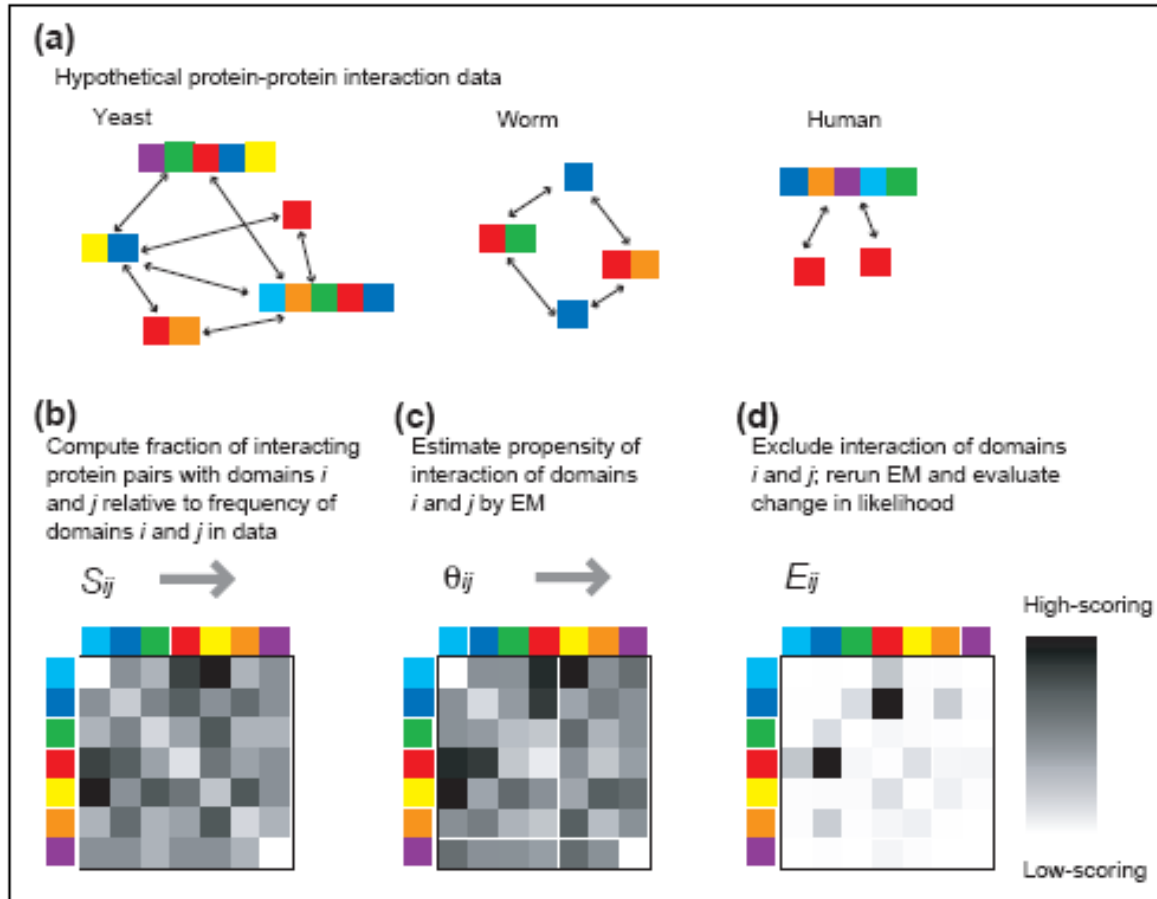 (a)
Hypothetical protein-protein interaction data
Yeast
Worm
Human
(b)
Compute fraction of interacting
protein pairs with domains i
and j relative to frequency of
domains i and j in data
Sij
(c)
Estimate propensity of
interaction of domains
i and j by EM
θij
(d)
Exclude interaction of domains
i and j; rerun EM and evaluate
change in likelihood
Eij
High-scoring
Low-scoring